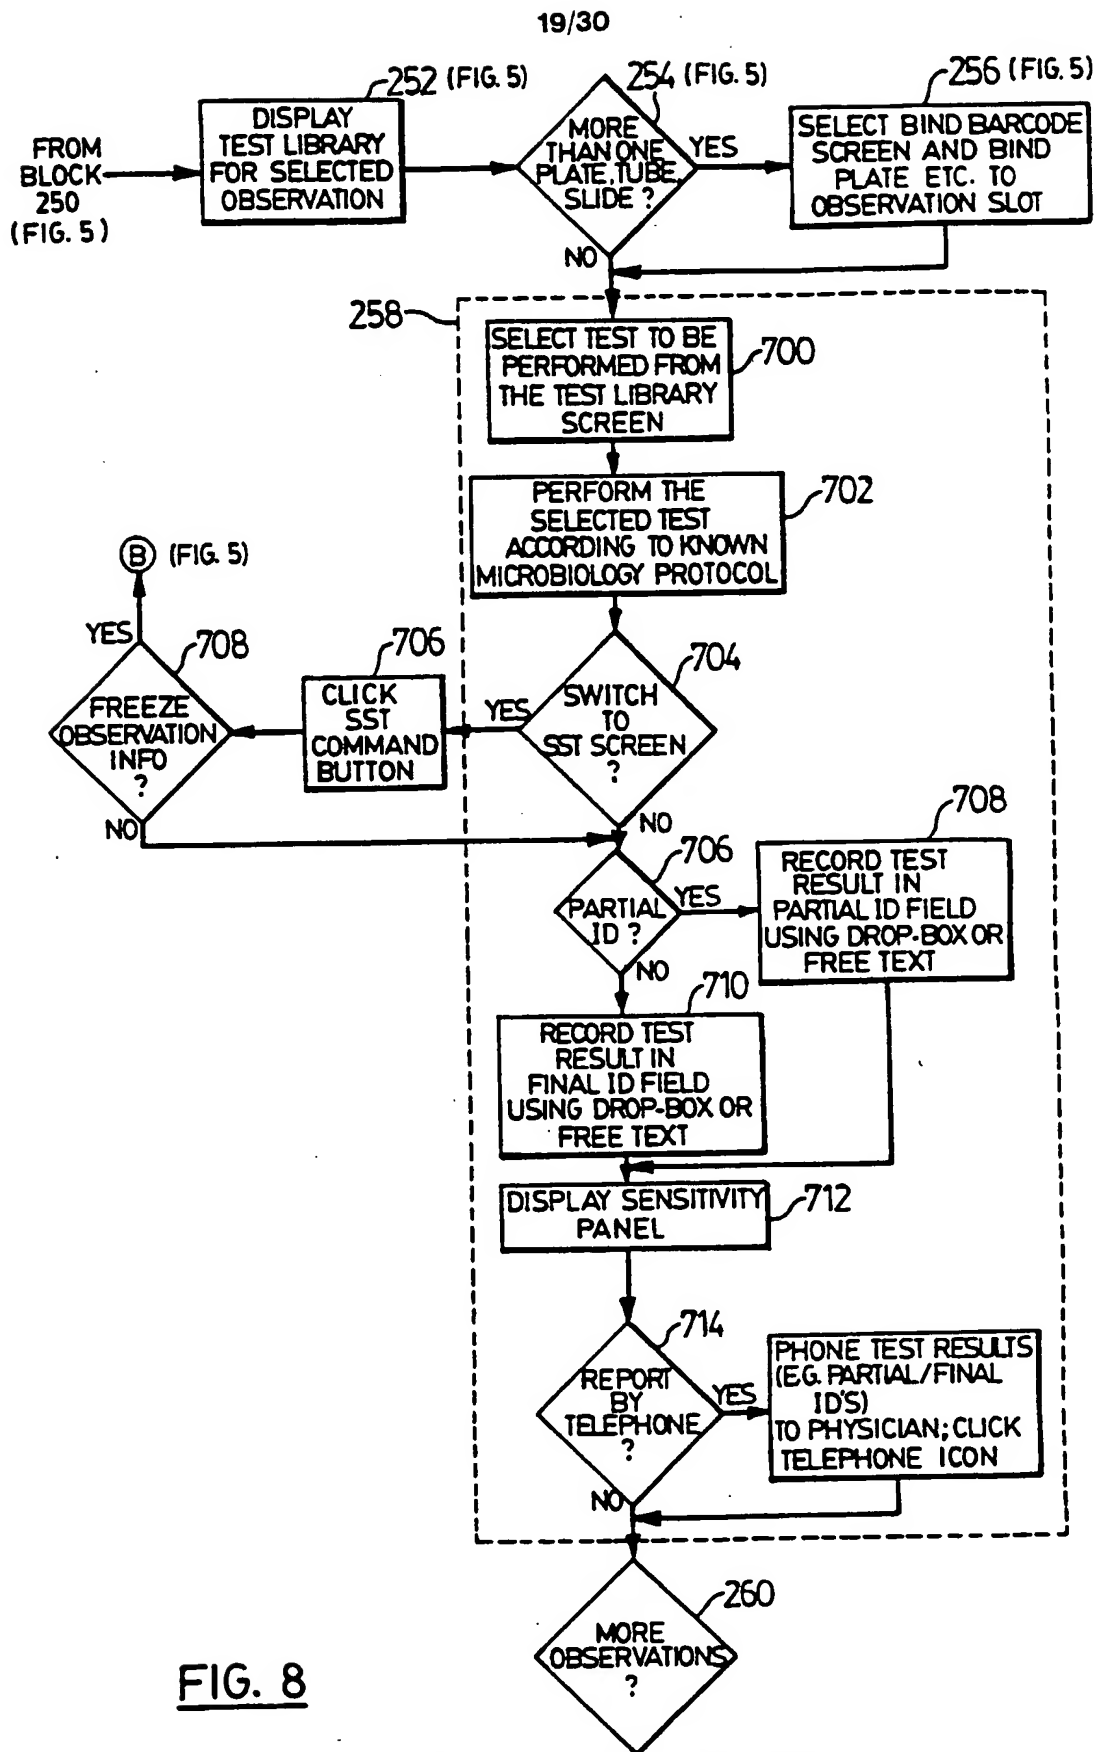 19/30
252 (FIG. 5)
254 (FIG. 5)
256 (FIG. 5)
FROM
BLOCK
250
(FIG. 5)
DISPLAY
TEST LIBRARY
FOR SELECTED
OBSERVATION
MORE
THAN ONE
PLATE, TUBE,
SLIDE ?
YES
SELECT BIND BARCODE
SCREEN AND BIND
PLATE ETC. TO
OBSERVATION SLOT
NO
258
SELECT TEST TO BE
PERFORMED FROM
THE TEST LIBRARY
SCREEN
700
PERFORM THE
SELECTED TEST
ACCORDING TO KNOWN
MICROBIOLOGY PROTOCOL
702
B (FIG. 5)
YES
708
FREEZE
OBSERVATION
INFO
?
NO
706
CLICK
SST
COMMAND
BUTTON
YES
704
SWITCH
TO
SST SCREEN
?
NO
706
PARTIAL
ID ?
YES
708
RECORD TEST
RESULT IN
PARTIAL ID FIELD
USING DROP-BOX OR
FREE TEXT
NO
710
RECORD TEST
RESULT IN
FINAL ID FIELD
USING DROP-BOX OR
FREE TEXT
DISPLAY SENSITIVITY
PANEL
712
714
REPORT
BY
TELEPHONE
?
YES
PHONE TEST RESULTS
(E.G. PARTIAL/FINAL
ID'S)
TO PHYSICIAN; CLICK
TELEPHONE ICON
NO
260
MORE
OBSERVATIONS
?
FIG. 8